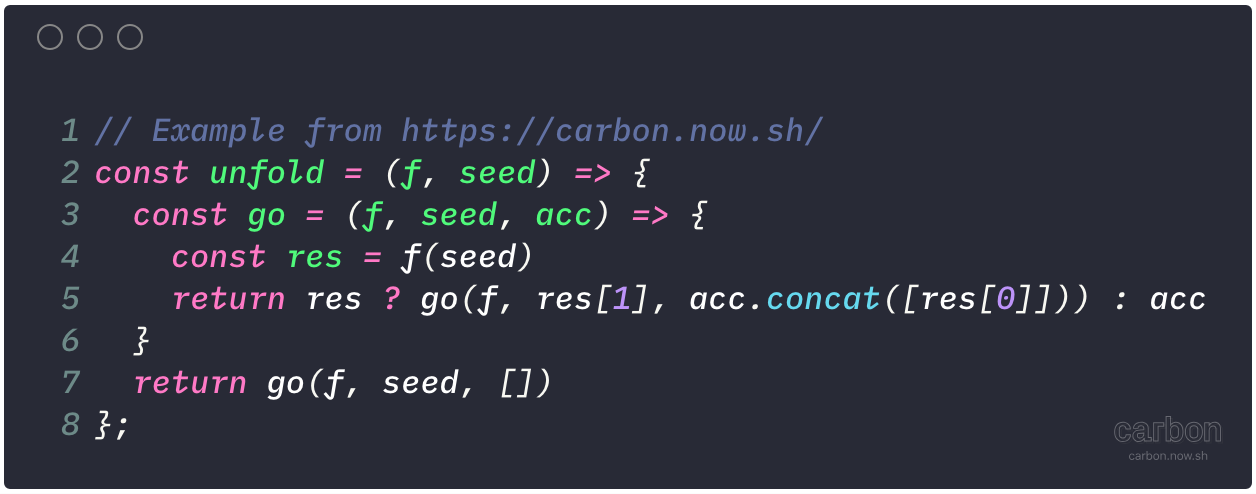 1 // Example from https://carbon.now.sh/
2 const unfold = (f, seed) => {
3   const go = (f, seed, acc) => {
4     const res = f(seed)
5     return res ? go(f, res[1], acc.concat([res[0]])) : acc
6   }
7   return go(f, seed, [])
8 };
carbon
carbon.now.sh